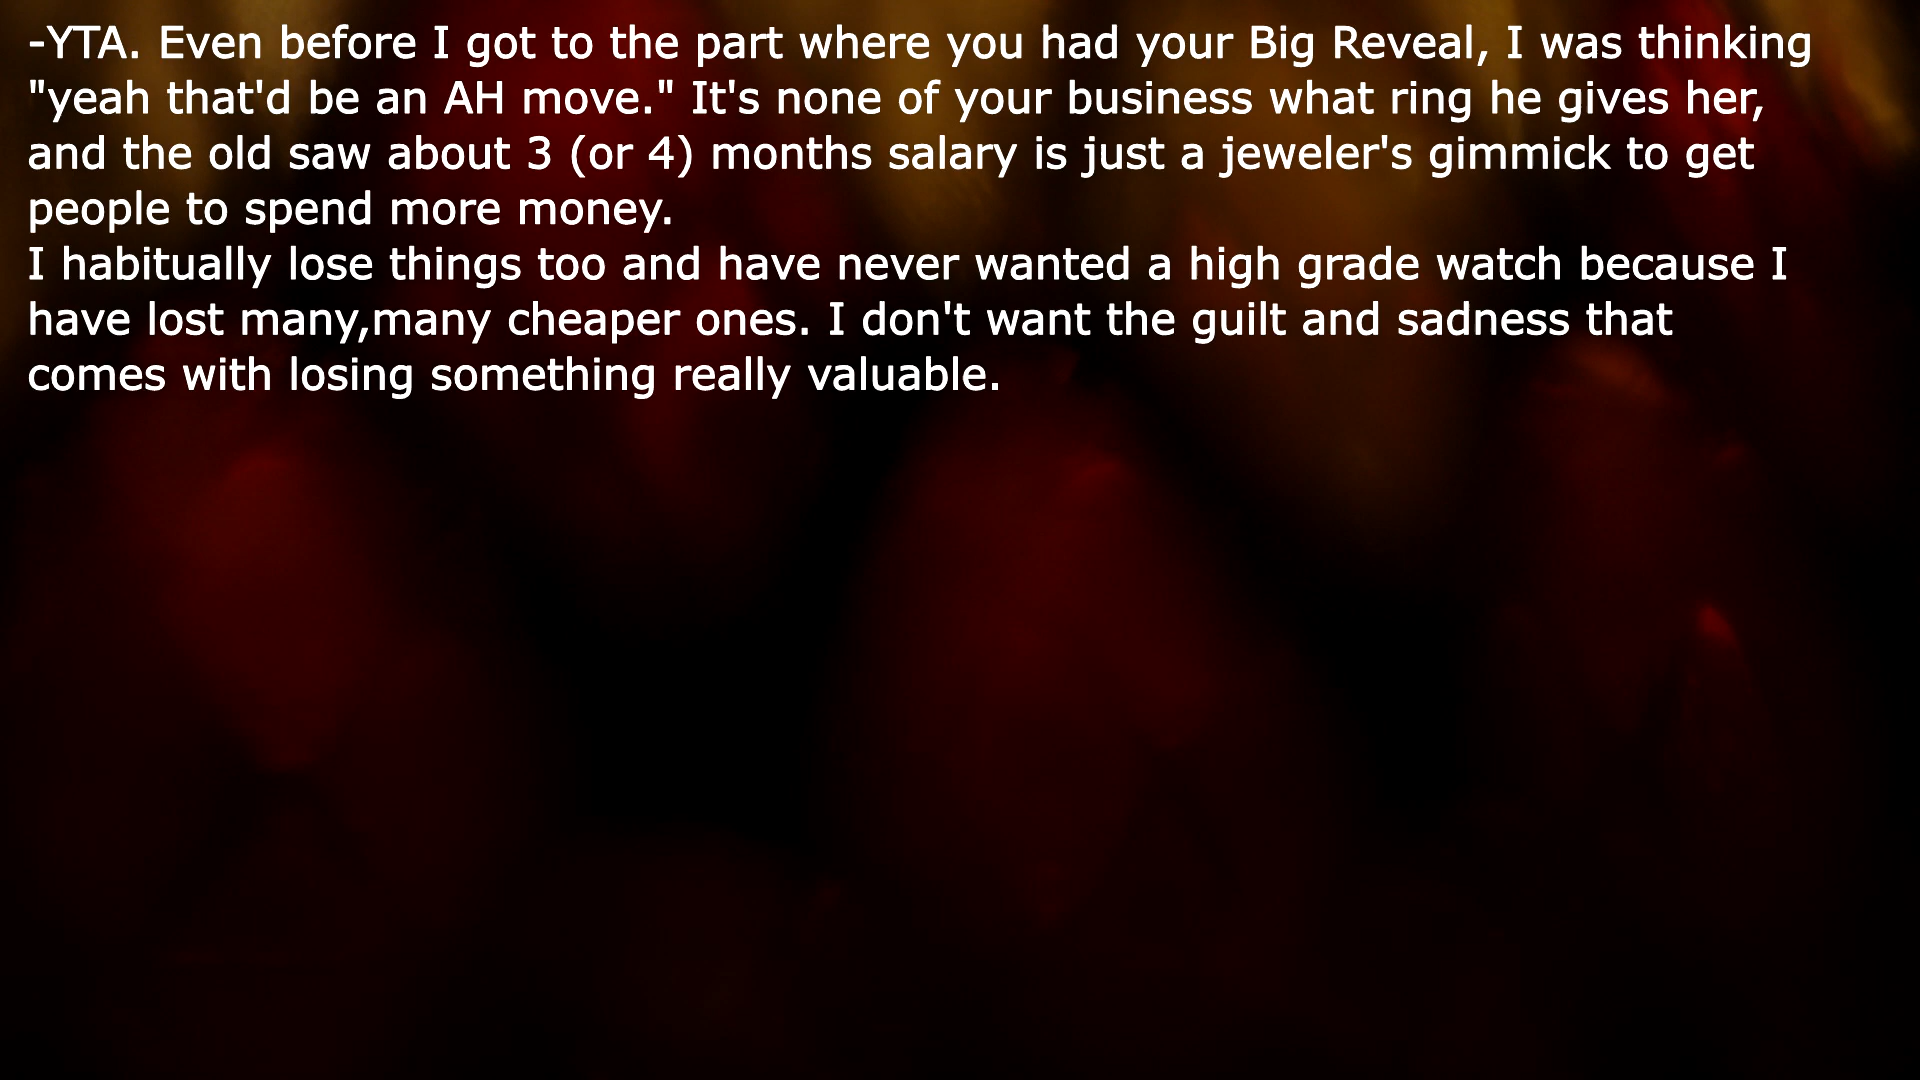 -YTA. Even before I got to the part where you had your Big Reveal, I was thinking
"yeah that'd be an AH move." It's none of your business what ring he gives her,
and the old saw about 3 (or 4) months salary is just a jeweler's gimmick to get
people to spend more money.
I habitually lose things too and have never wanted a high grade watch because I
have lost many,many cheaper ones. I don't want the guilt and sadness that
comes with losing something really valuable.